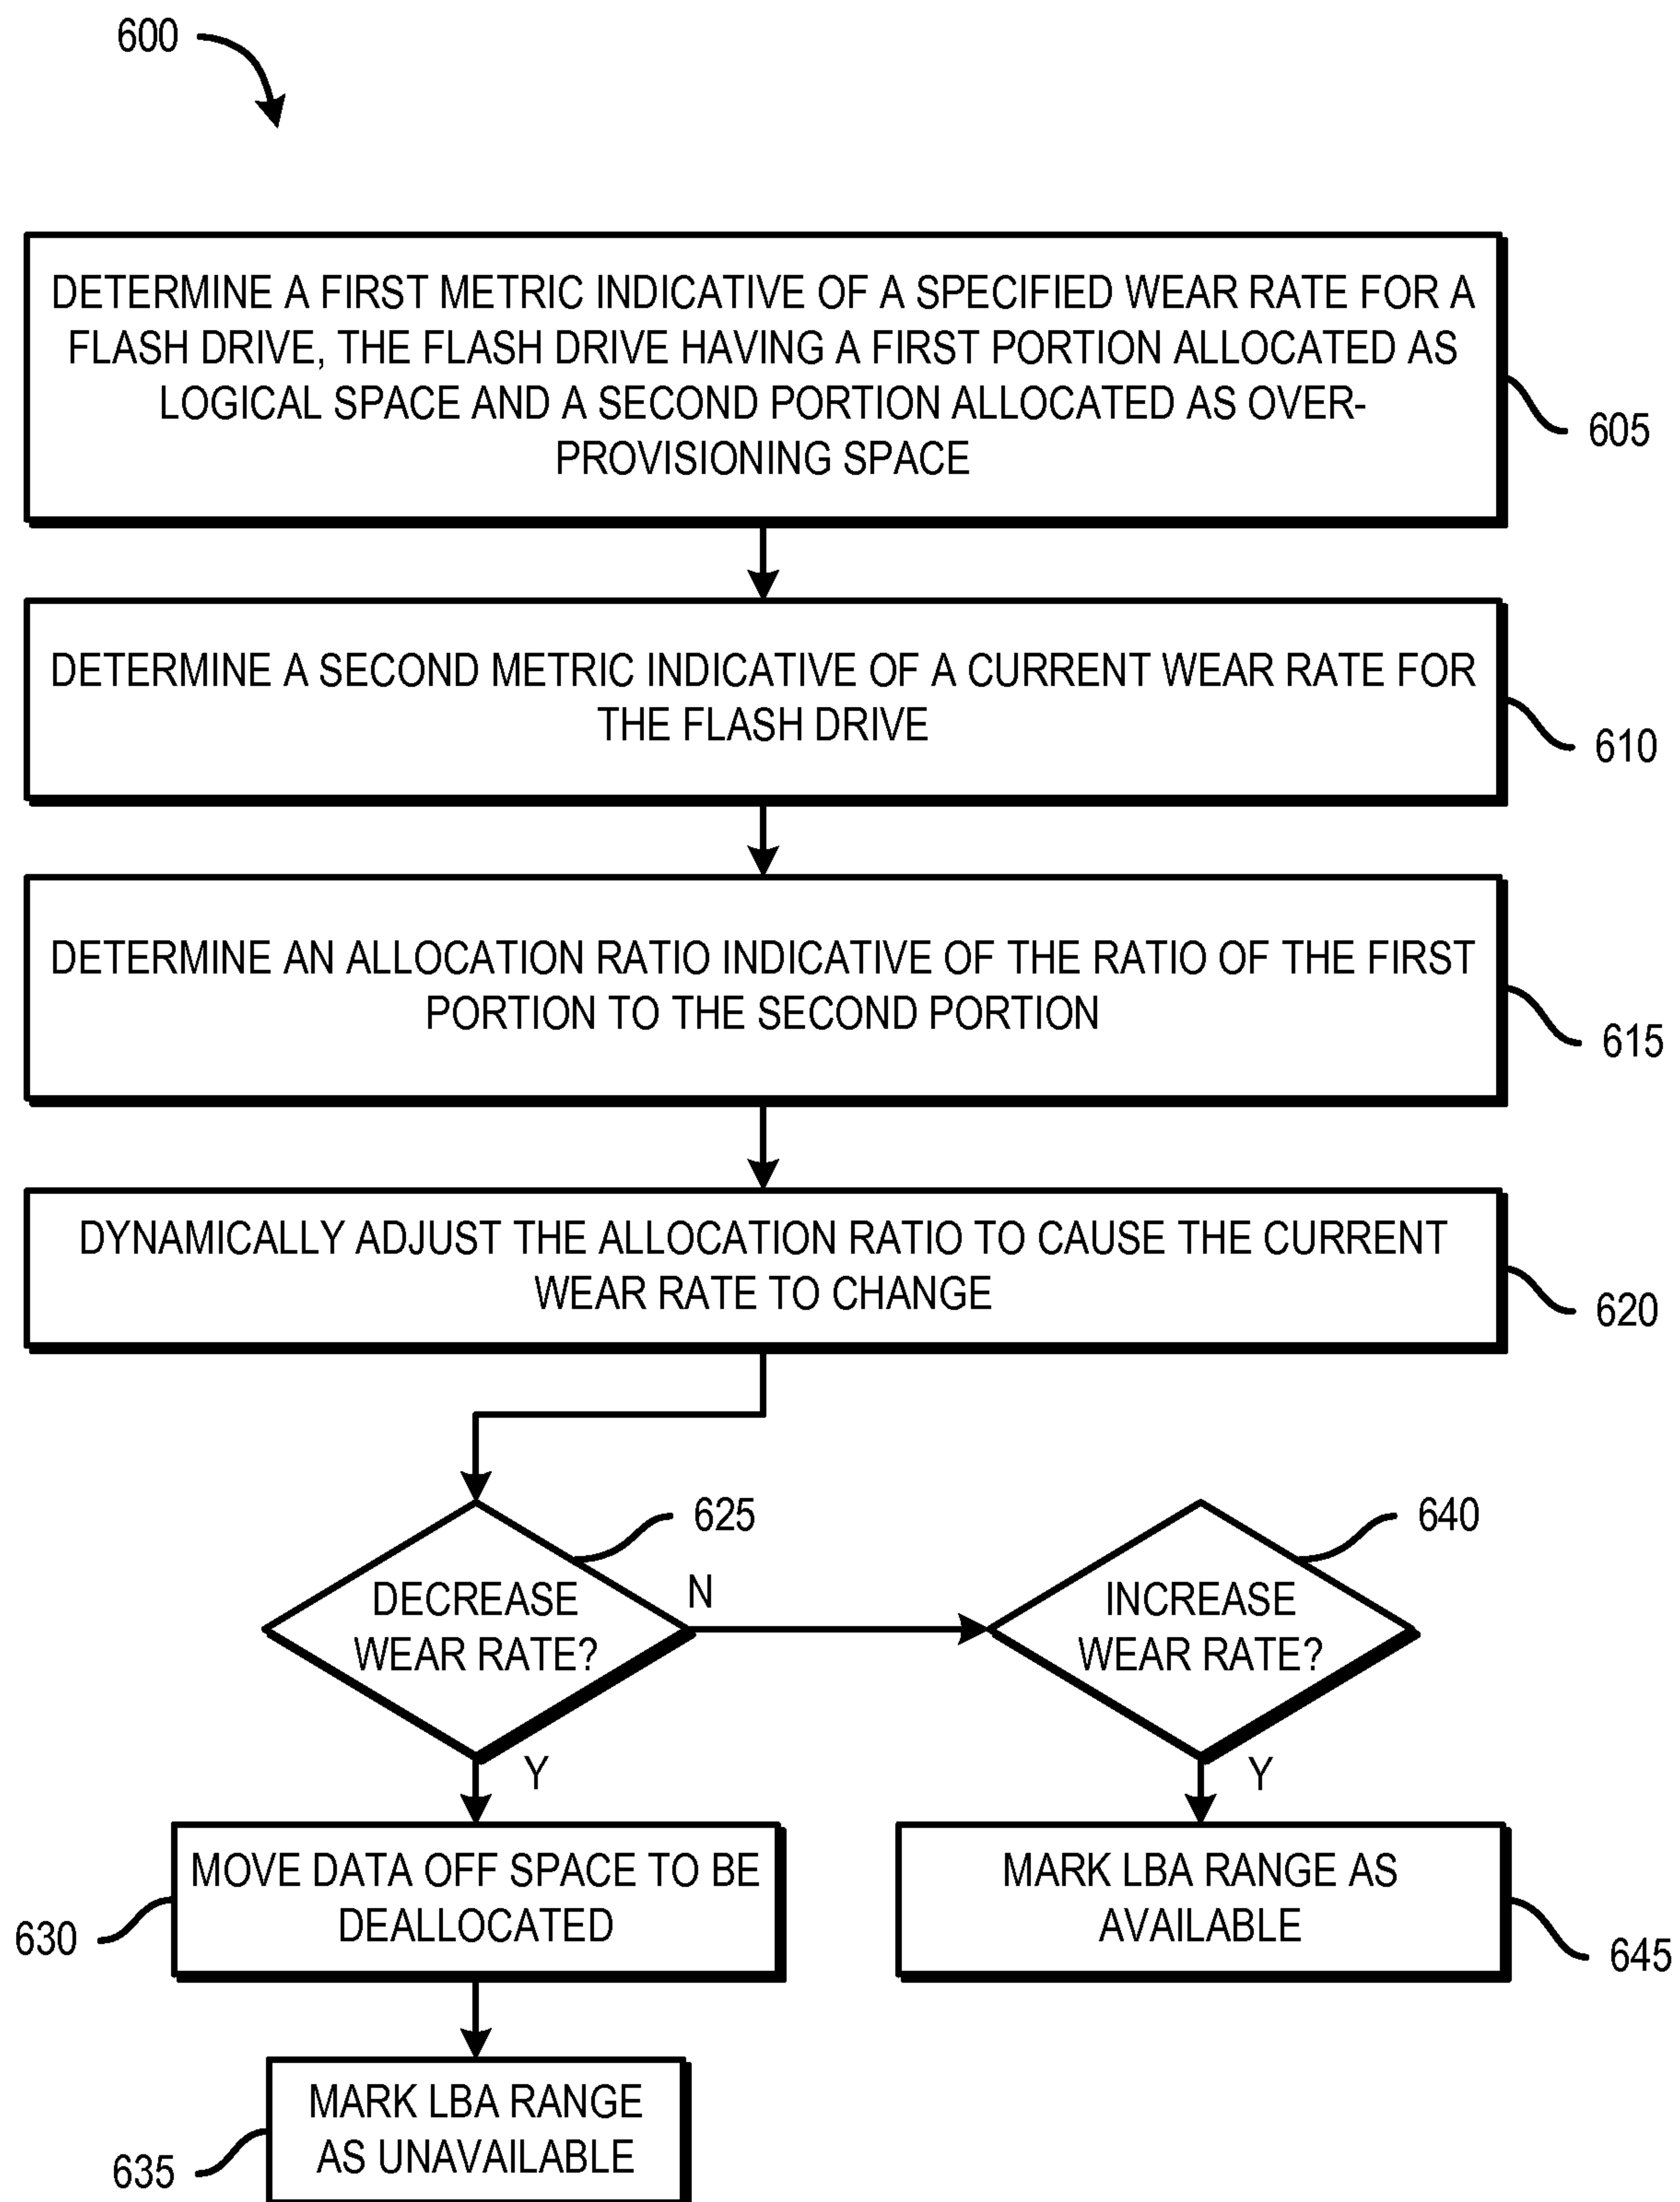 600
DETERMINE A FIRST METRIC INDICATIVE OF A SPECIFIED WEAR RATE FOR A
FLASH DRIVE, THE FLASH DRIVE HAVING A FIRST PORTION ALLOCATED AS
LOGICAL SPACE AND A SECOND PORTION ALLOCATED AS OVER-
PROVISIONING SPACE
605
DETERMINE A SECOND METRIC INDICATIVE OF A CURRENT WEAR RATE FOR
THE FLASH DRIVE
610
DETERMINE AN ALLOCATION RATIO INDICATIVE OF THE RATIO OF THE FIRST
PORTION TO THE SECOND PORTION
615
DYNAMICALLY ADJUST THE ALLOCATION RATIO TO CAUSE THE CURRENT
WEAR RATE TO CHANGE
620
625
DECREASE
WEAR RATE?
N
Y
640
INCREASE
WEAR RATE?
Y
MOVE DATA OFF SPACE TO BE
DEALLOCATED
630
MARK LBA RANGE AS
AVAILABLE
645
MARK LBA RANGE
AS UNAVAILABLE
635